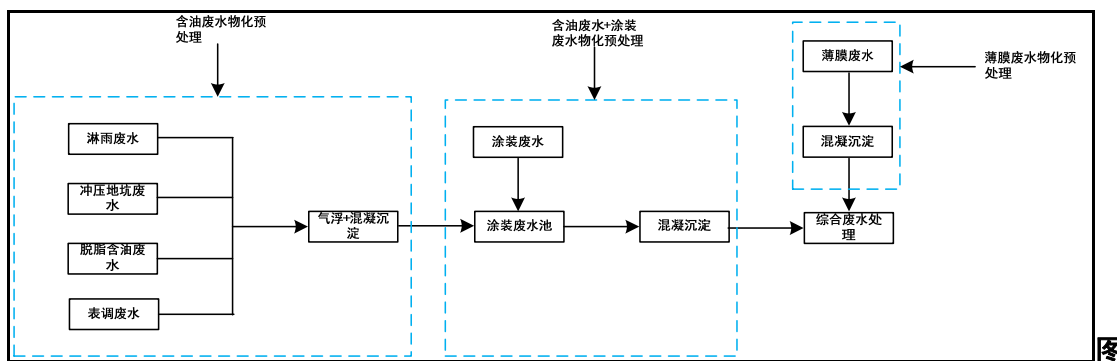 含油废水物化预
处理
含油废水+涂装
废水物化预处理
薄膜废水
薄膜废水物化预
处理
淋雨废水
涂装废水
混凝沉淀
冲压地坑废
水
气浮+混凝沉
淀
涂装废水池
混凝沉淀
综合废水处
理
脱脂含油废
水
表调废水
图